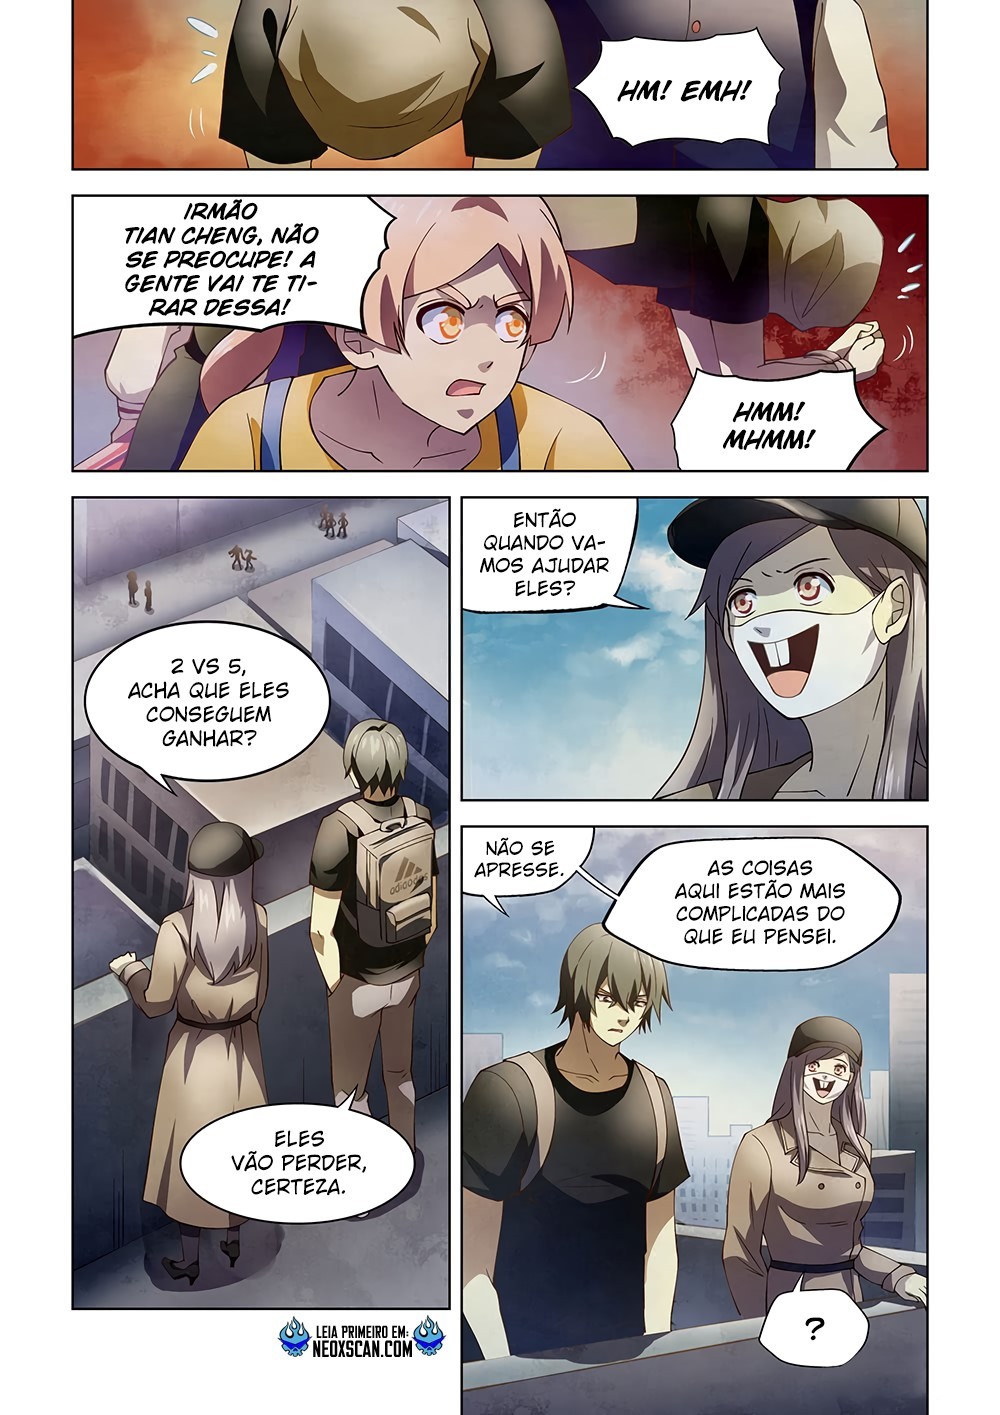 HM! EMH!
IRMÃO
TIAN CHENG, NÃO
SE PREOCUPE! A
GENTE VAI TE TI-
RAR DESSA!
HMM!
MHMM!
2 VS 5,
ACHA QUE ELES
CONSEGUEM
GANHAR?
adidas
ELES
VÃO PERDER,
CERTEZA.
ENTÃO
QUANDO VA-
MOS AJUDAR
ELES?
NÃO SE
APRESSE.
AS COISAS
AQUI ESTÃO MAIS
COMPLICADAS DO
QUE EU PENSEI.
?
LEIA PRIMEIRO EM:
NEOXSCAN.COM